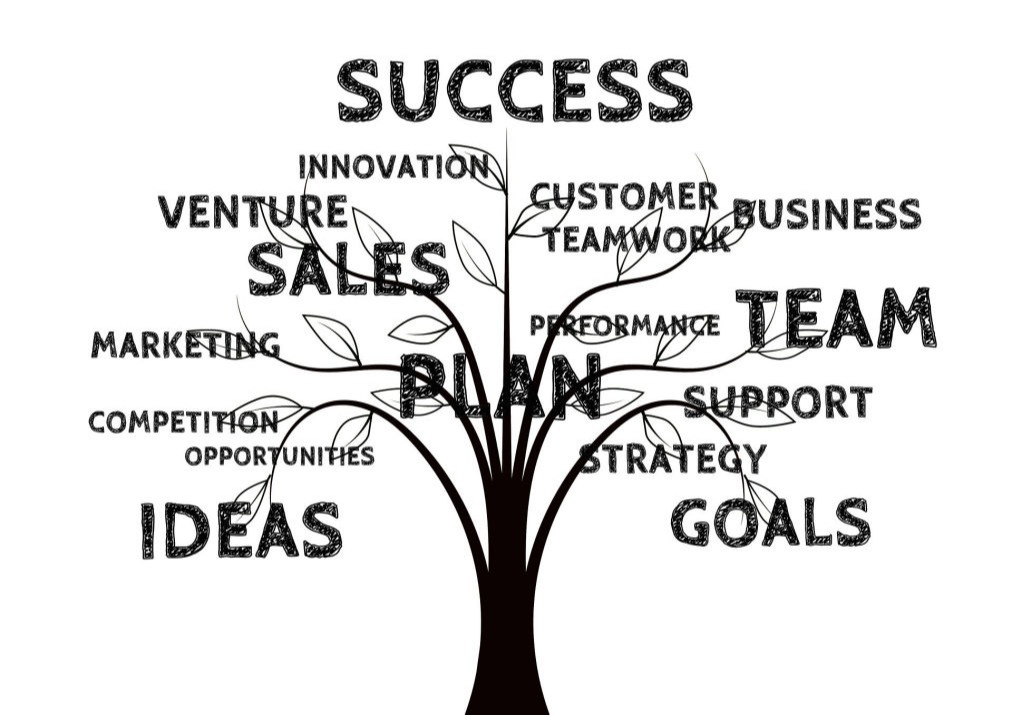 SUCCESS
INNOVATION
CUSTOMER
VENTURE
BUSINESS
TEAMWORK
SALES
TEAM
PERFORMANCE
MARKETING
PLAN
SUPPORT
COMPETITION
OPPORTUNITIES
STRATEGY
IDEAS
GOALS